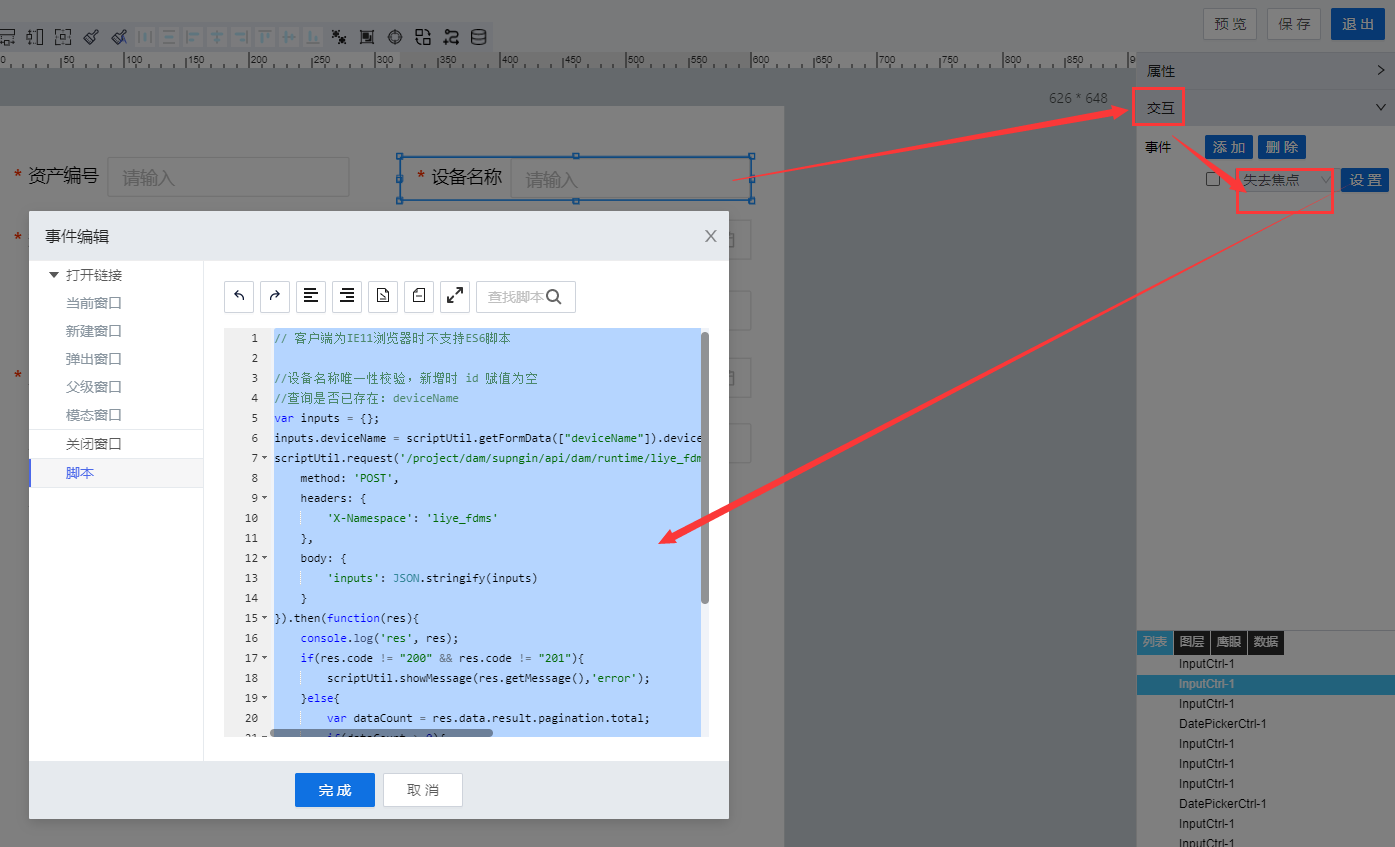 预 览
保 存
退 出
0
50
100
150
200
250
300
350
400
450
500
550
600
650
700
750
800
850
属性
626 * 648
交互
事件
添 加
删 除
失去焦点
设 置
* 资产编号
请输入
* 设备名称
请输入
*
*
事件编辑
打开链接
当前窗口
新建窗口
弹出窗口
父级窗口
模态窗口
关闭窗口
脚本
查找脚本
1 // 客户端为IE11浏览器时不支持ES6脚本
2
3 //设备名称唯一性校验，新增时 id 赋值为空
4 //查询是否已存在: deviceName
5 var inputs = {};
6 inputs.deviceName = scriptUtil.getFormData(["deviceName"]).device
7 scriptUtil.request('/project/dam/supngin/api/dam/runtime/liye_fdm
8 method: 'POST',
9 headers: {
10 'X-Namespace': 'liye_fdms'
11 },
12 body: {
13 'inputs': JSON.stringify(inputs)
14 }
15 }).then(function(res){
16 console.log('res', res);
17 if(res.code != "200" && res.code != "201"){
18 scriptUtil.showMessage(res.getMessage(),'error');
19 }else{
20 var dataCount = res.data.result.pagination.total;
21 if(dataCount > 0){
完 成
取 消
列表
图层
鹰眼
数据
InputCtrl-1
InputCtrl-1
InputCtrl-1
DatePickerCtrl-1
InputCtrl-1
InputCtrl-1
InputCtrl-1
DatePickerCtrl-1
InputCtrl-1
InputCtrl-1